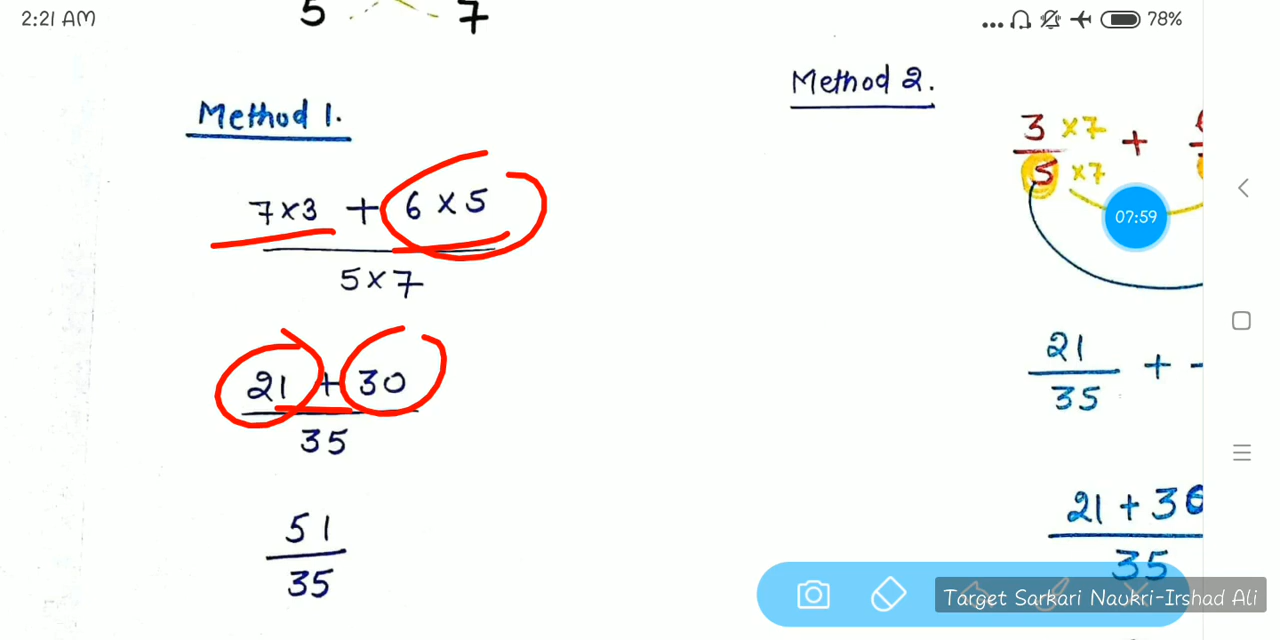 2:21 AM
78%
5 7
Method 1.
7×3 + 6×5
5×7
21 + 30
35
51
35
Method 2.
3 ×7 +
5 ×7
07:59
21 +
35
21 + 30
35
Target Sarkari Naukri-Irshad Ali